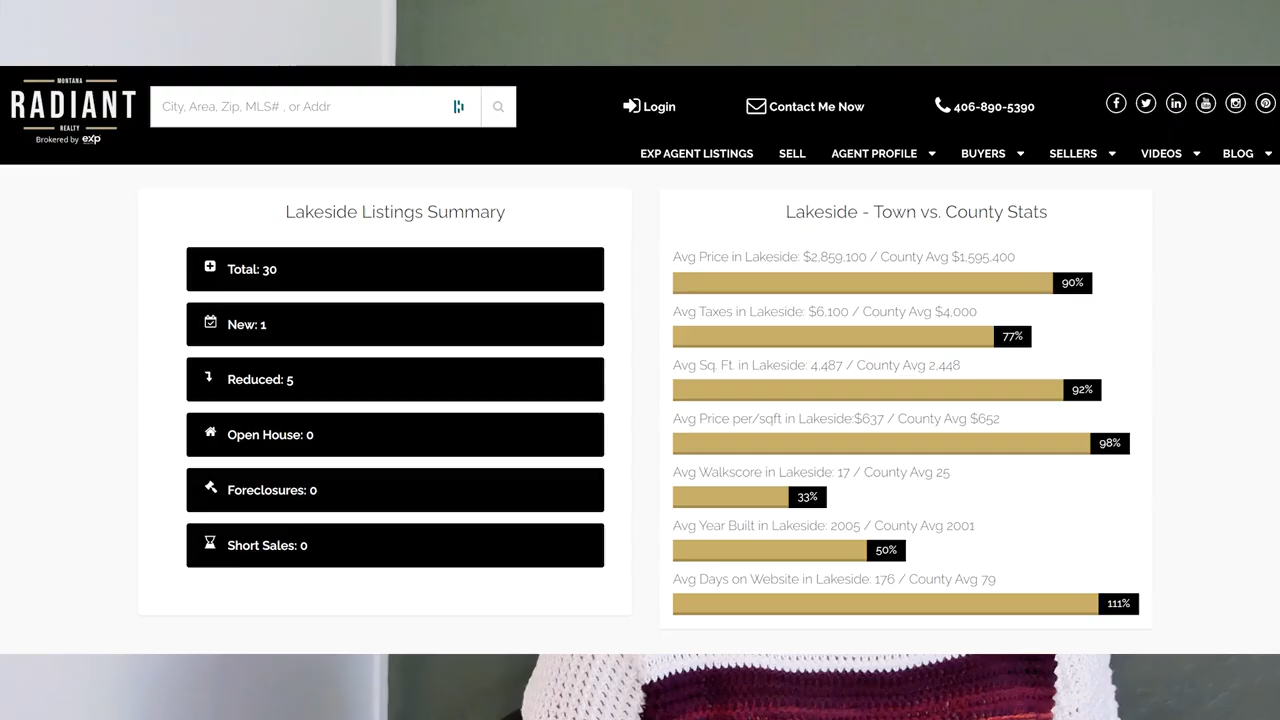 MONTANA
RADIANT
REALTY
Brokered by exp
City, Area, Zip, MLS# , or Addr
Login
Contact Me Now
406-890-5390
EXP AGENT LISTINGS SELL AGENT PROFILE BUYERS SELLERS VIDEOS BLOG
Lakeside Listings Summary
Total: 30
New: 1
Reduced: 5
Open House: 0
Foreclosures: 0
Short Sales: 0
Lakeside - Town vs. County Stats
Avg Price in Lakeside: $2,859,100 / County Avg $1,595,400
90%
Avg Taxes in Lakeside: $6,100 / County Avg $4,000
77%
Avg Sq. Ft. in Lakeside: 4,487 / County Avg 2,448
92%
Avg Price per/sqft in Lakeside:$637 / County Avg $652
98%
Avg Walkscore in Lakeside: 17 / County Avg 25
33%
Avg Year Built in Lakeside: 2005 / County Avg 2001
50%
Avg Days on Website in Lakeside: 176 / County Avg 79
111%